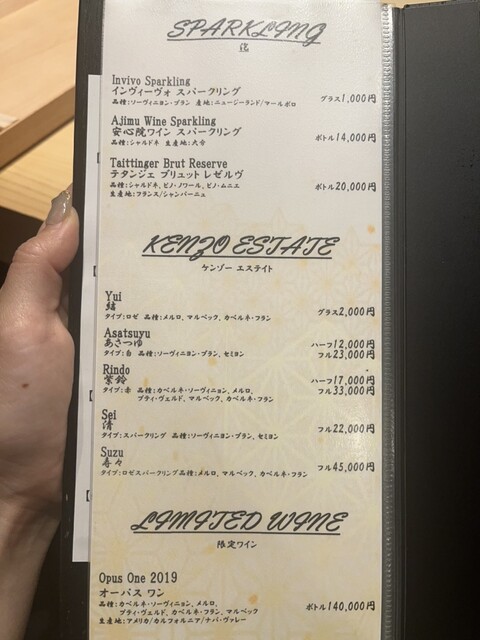 SPARKLING
泡
Invivo Sparkling
インヴィーヴォ スパークリング
品種:ソーヴィニヨン・ブラン 産地:ニュージーランド/マールボロ グラス1,000円
Ajimu Wine Sparkling
安心院ワイン スパークリング
品種:シャルドネ 生産地:大分 ボトル14,000円
Taittinger Brut Reserve
テタンジェ ブリュット レゼルヴ
品種:シャルドネ、ピノ・ノワール、ピノ・ムニエ ボトル20,000円
生産地:フランス/シャンパーニュ
KENZO ESTATE
ケンゾー エステイト
Yui
結 グラス2,000円
タイプ:ロゼ 品種:メルロ、マルベック、カベルネ・フラン
Asatsuyu
あさつゆ ハーフ12,000円
タイプ:白 品種:ソーヴィニヨン・ブラン、セミヨン フル23,000円
Rindo
紫鈴 ハーフ17,000円
タイプ:赤 品種:カベルネ・ソーヴィニョン、メルロ、 フル33,000円
プティ・ヴェルド、マルベック、カベルネ・フラン
Sei
清 フル22,000円
タイプ:スパークリング 品種:ソーヴィニヨン・ブラン、セミヨン
Suzu
寿々 フル45,000円
タイプ:ロゼスパークリング品種:メルロ、マルベック、カベルネ・フラン
LIMITED WINE
限定ワイン
Opus One 2019
オーパス ワン
品種:カベルネ・ソーヴィニョン、メルロ、 ボトル140,000円
プティ・ヴェルド、カベルネ・フラン、マルベック
生産地:アメリカ/カルフォルニア/ナパ・ヴァレー